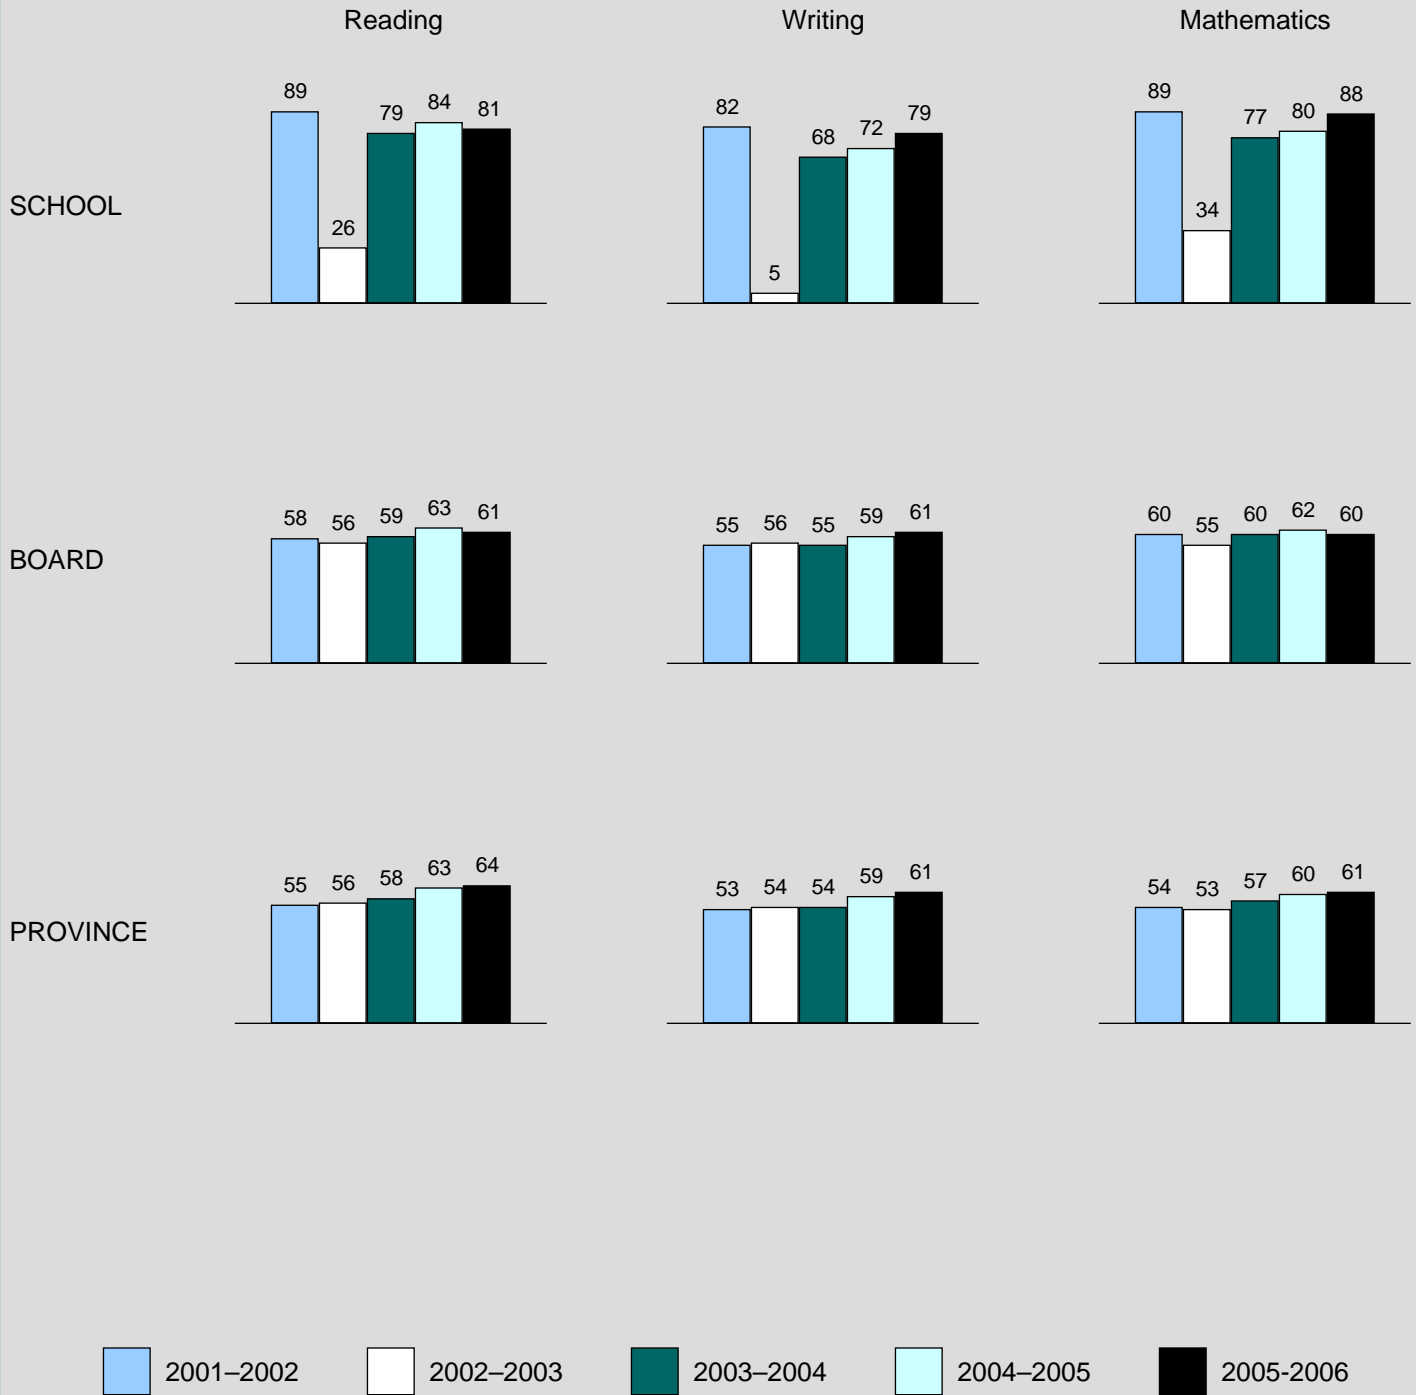 Reading Writing Mathematics
89 26 79 84 81 82 5 68 72 79 89 34 77 80 88
SCHOOL
58 56 59 63 61 55 56 55 59 61 60 55 60 62 60
BOARD
55 56 58 63 64 53 54 54 59 61 54 53 57 60 61
PROVINCE
2001–2002 2002–2003 2003–2004 2004–2005 2005-2006